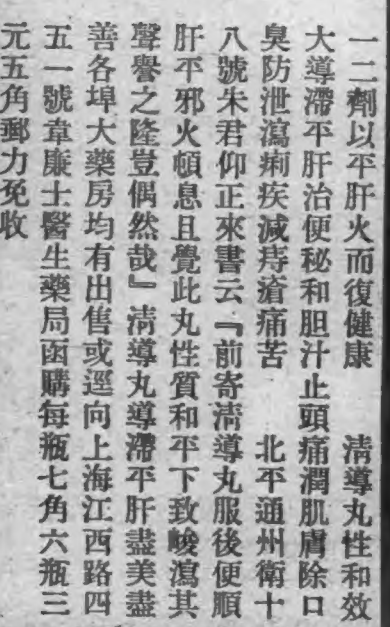 一二劑以平肝火而復健康　　清導丸性和效
大導滯平肝治便秘和胆汁止頭痛潤肌膚除口
臭防泄瀉痢疾減痔瘡痛苦　　北平通州衛十
八號朱君仰正來書云『前寄清導丸服後便順
肝平邪火頓息且覺此丸性質和平下致峻瀉其
聲譽之隆豈偶然哉』清導丸導滯平肝盡美盡
善各埠大藥房均有出售或逕向上海江西路四
五一號韋廉士醫生藥局函購每瓶七角六瓶三
元五角郵力免收